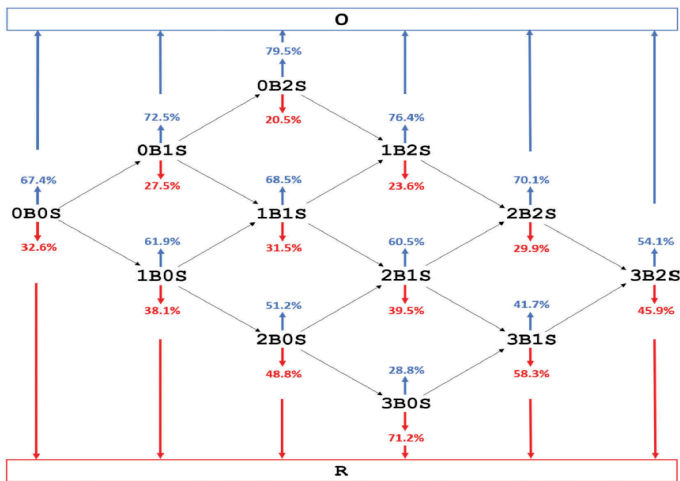 O
79.5%
0B2S
72.5%
20.5%
76.4%
0B1S
1B2S
67.4%
27.5%
68.5%
23.6%
70.1%
0B0S
1B1S
2B2S
32.6%
61.9%
31.5%
60.5%
29.9%
54.1%
1B0S
2B1S
3B2S
38.1%
51.2%
39.5%
41.7%
45.9%
2B0S
3B1S
48.8%
28.8%
58.3%
3B0S
71.2%
R